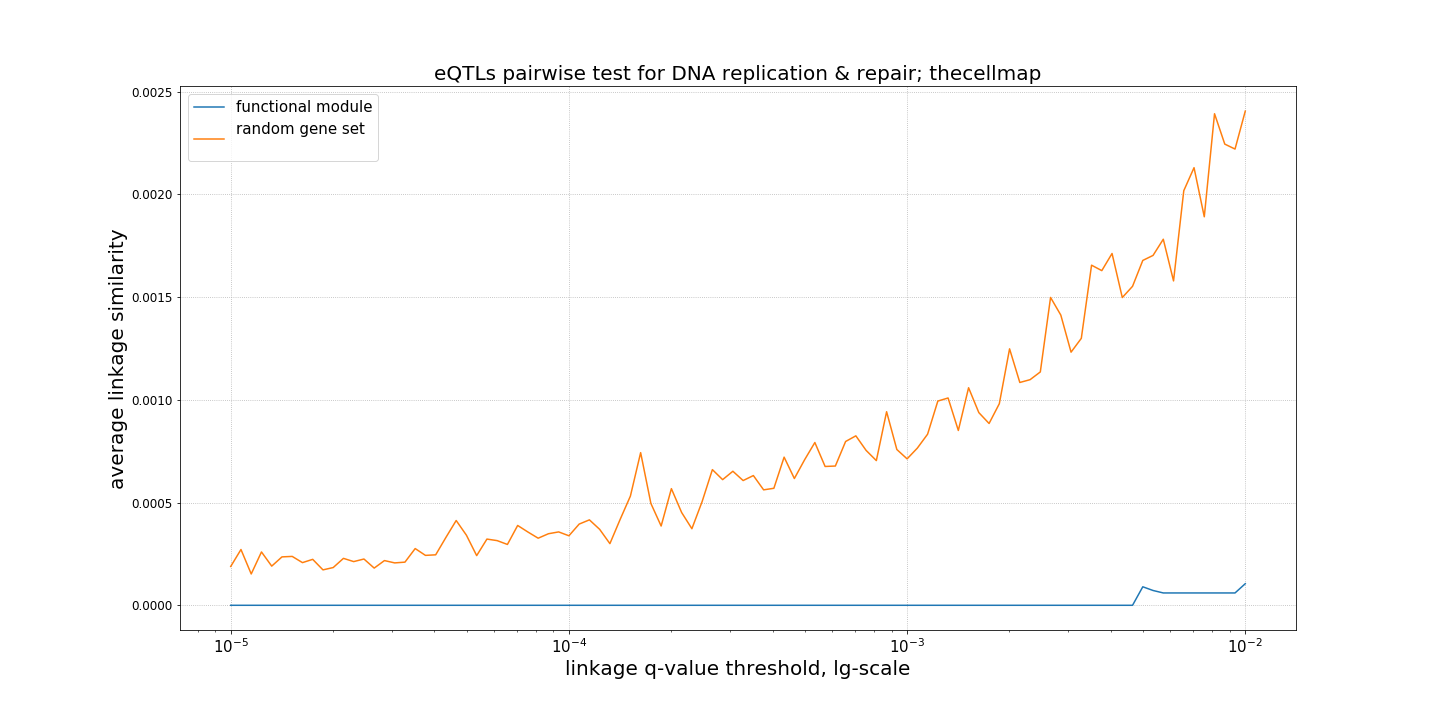 eQTLs pairwise test for DNA replication & repair; thecellmap
functional module
random gene set
0.0025
0.0020
0.0015
0.0010
0.0005
0.0000
average linkage similarity
10⁻⁵ 10⁻⁴ 10⁻³ 10⁻²
linkage q-value threshold, lg-scale